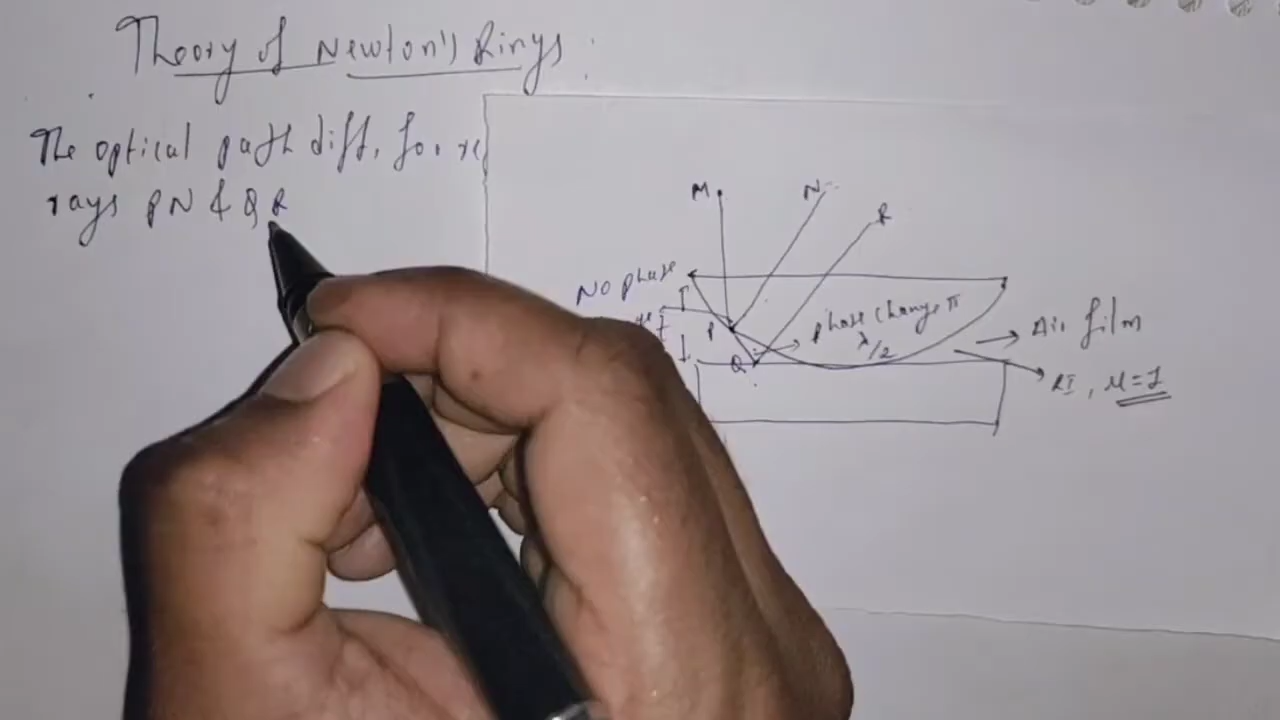 Theory of Newton's Rings:
The optical path diff. for re
rays PN & QR
M
N
R
No phase
P
t
phase change π
λ/2
Q
Air film
RI, μ=1